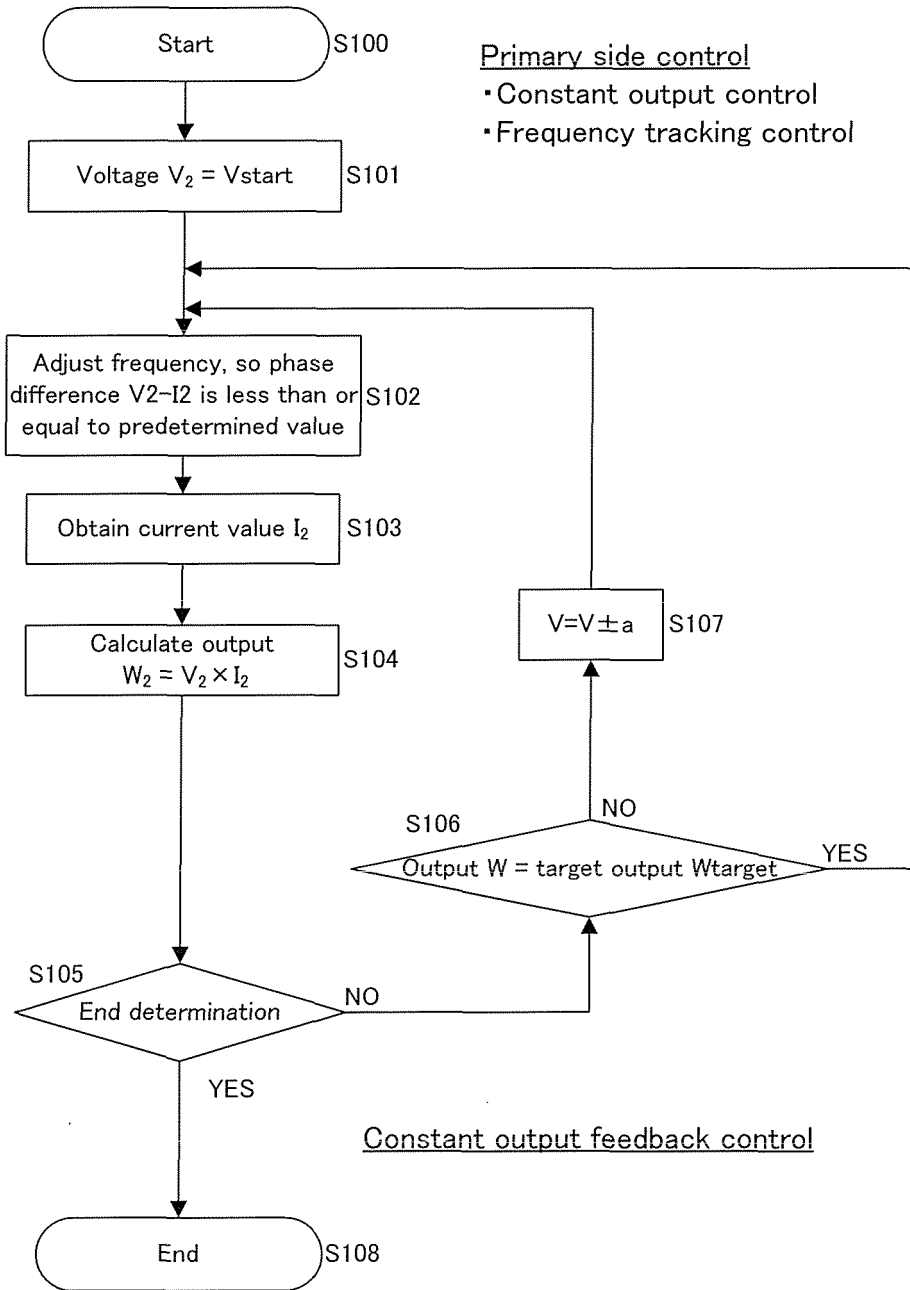 Start
S100
Primary side control
・Constant output control
・Frequency tracking control
Voltage V₂ = Vstart
S101
Adjust frequency, so phase
difference V2-I2 is less than or
equal to predetermined value
S102
Obtain current value I₂
S103
Calculate output
W₂ = V₂ × I₂
S104
V=V±a
S107
NO
S106
Output W = target output Wtarget
YES
S105
End determination
NO
YES
Constant output feedback control
End
S108